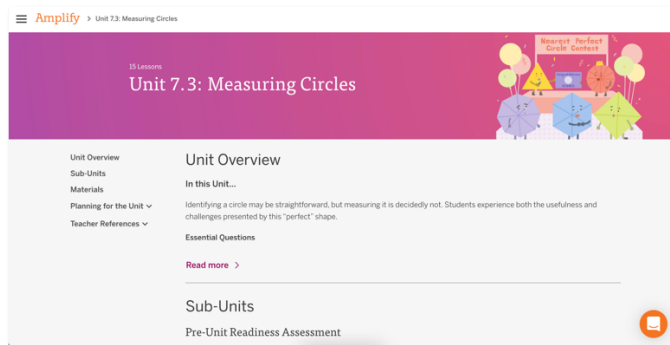 Amplify > Unit 7.3: Measuring Circles
Nearest Perfect
Circle Contest
15 Lessons
Unit 7.3: Measuring Circles
Unit Overview
Sub-Units
Materials
Planning for the Unit
Teacher References
Unit Overview
In this Unit...
Identifying a circle may be straightforward, but measuring it is decidedly not. Students experience both the usefulness and
challenges presented by this “perfect” shape.
Essential Questions
Read more >
Sub-Units
Pre-Unit Readiness Assessment